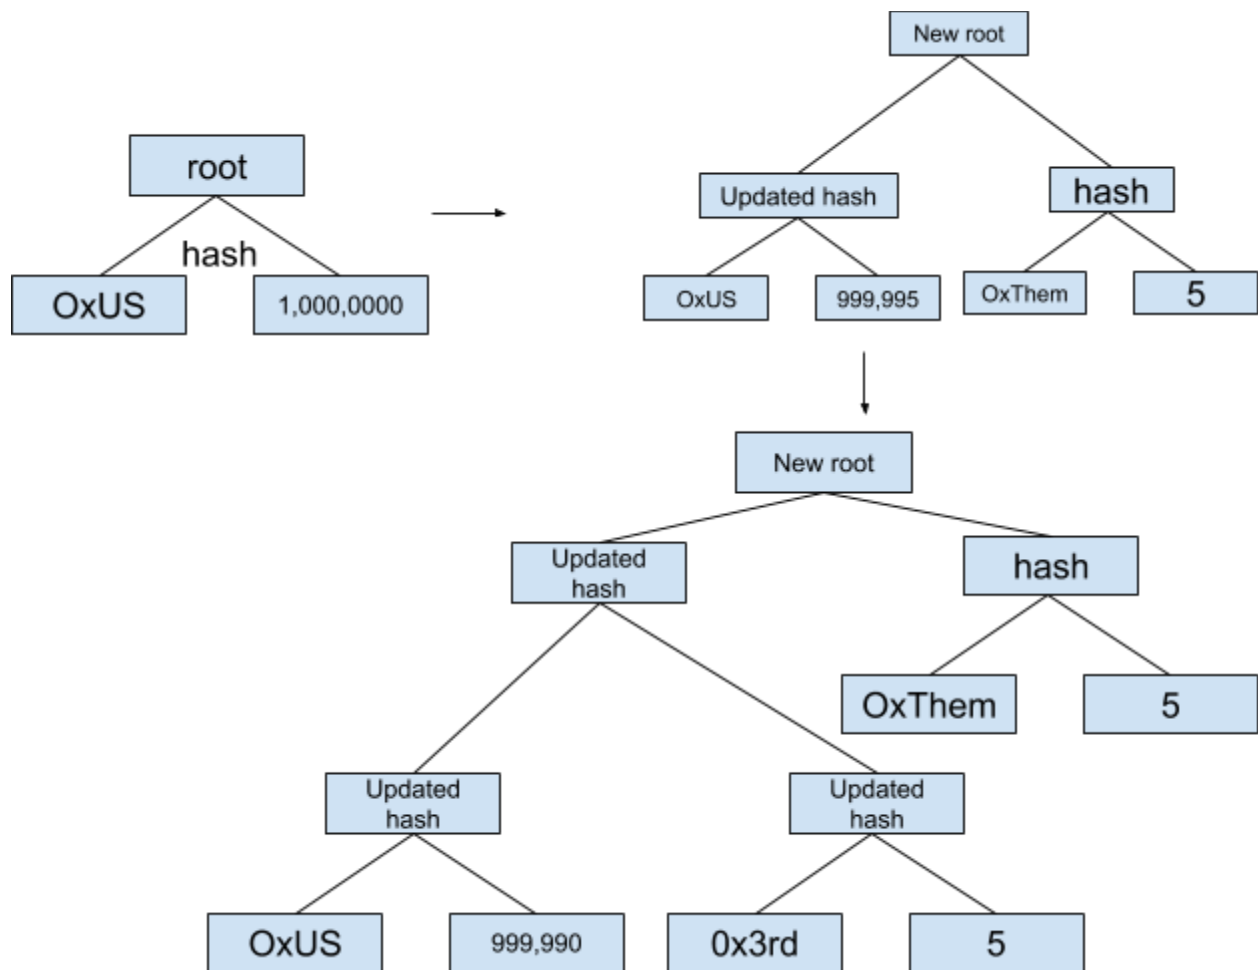 New root
root
Updated hash
hash
hash
OxUS
1,000,0000
OxUS
999,995
OxThem
5
New root
Updated
hash
hash
OxThem
5
Updated
hash
Updated
hash
OxUS
999,990
0x3rd
5